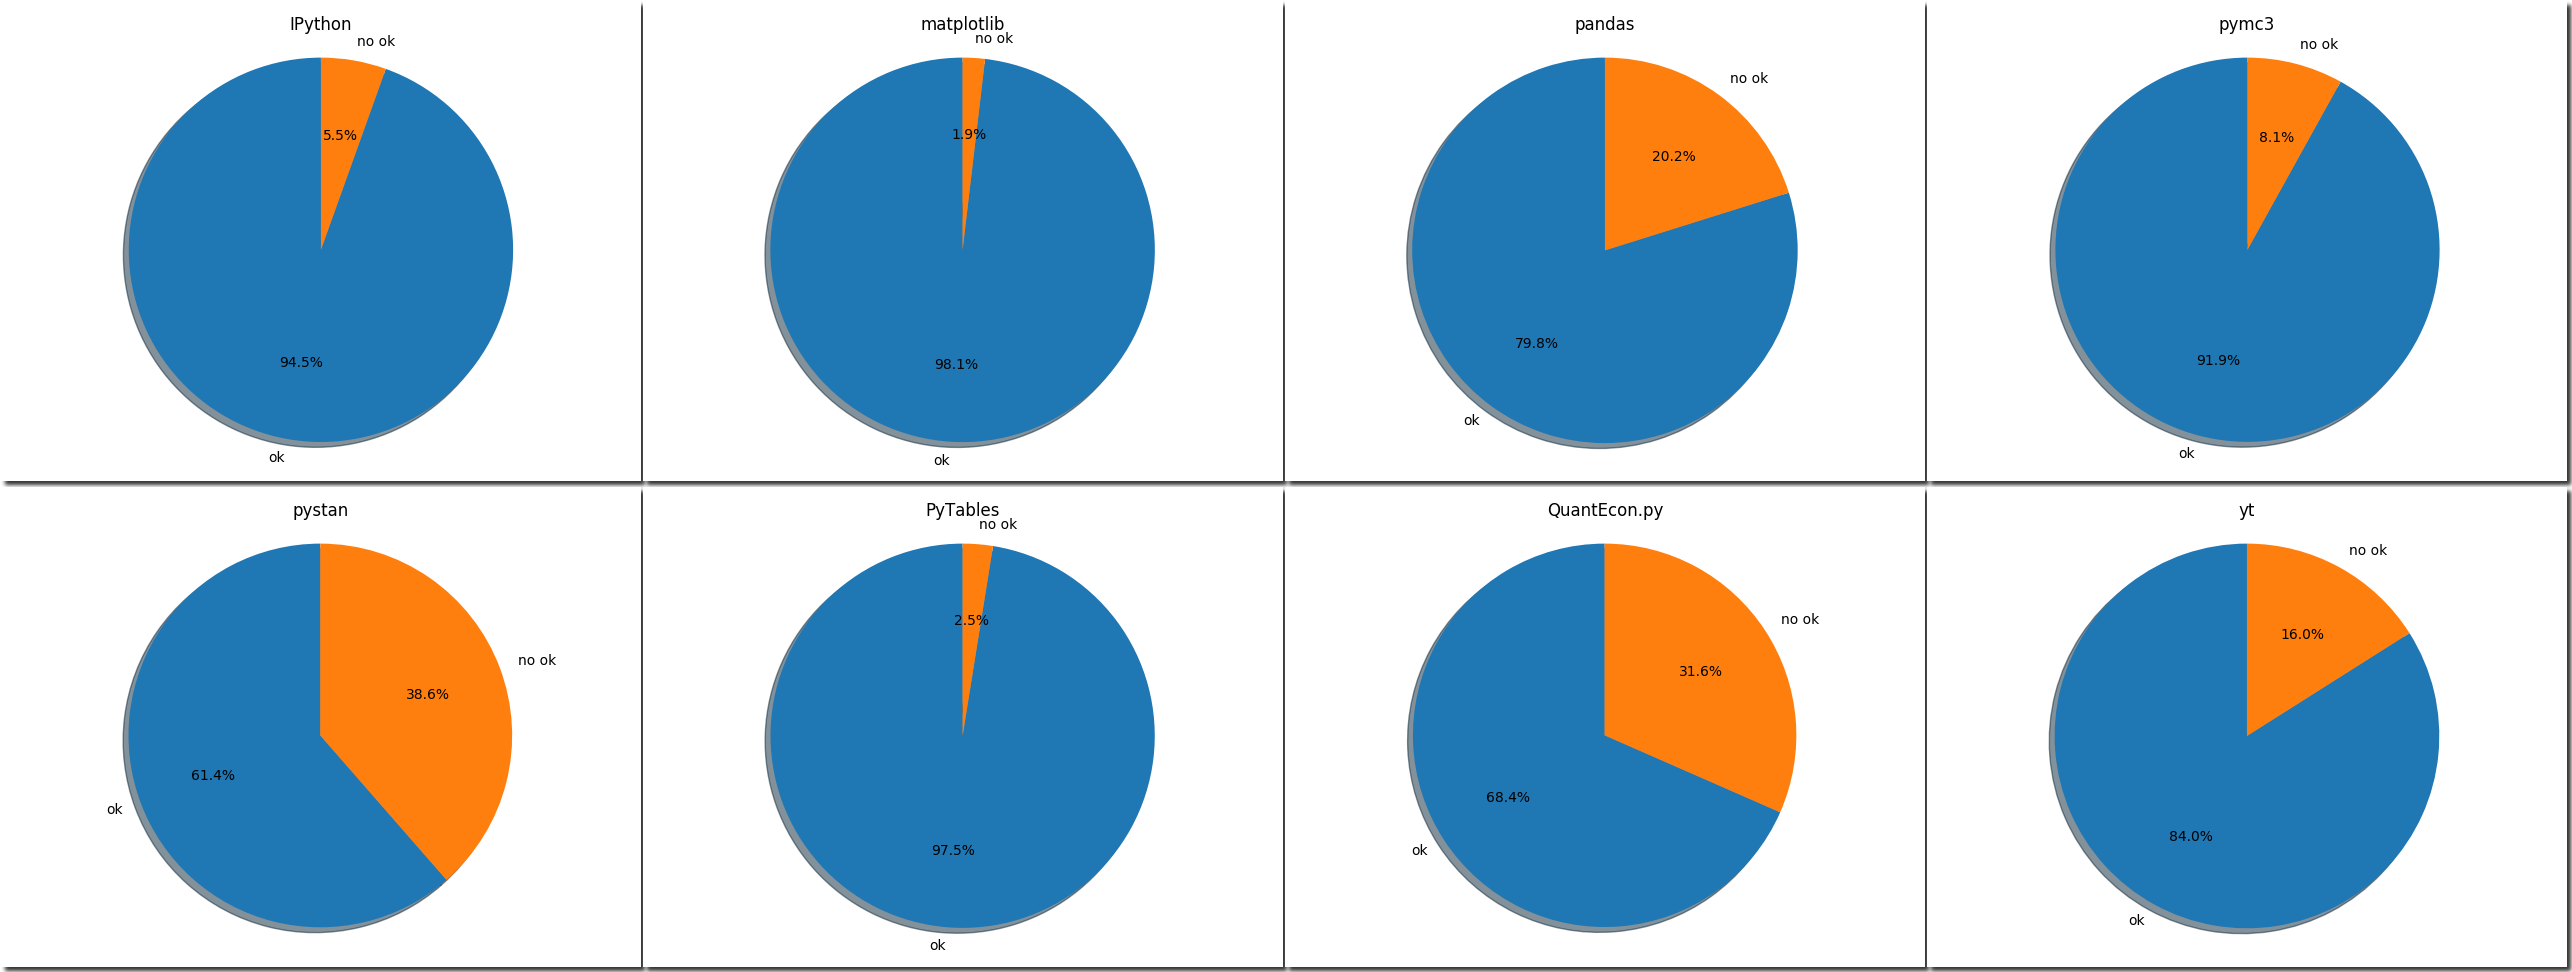 IPython
no ok
5.5%
94.5%
ok
matplotlib
no ok
1.9%
98.1%
ok
pandas
no ok
20.2%
79.8%
ok
pymc3
no ok
8.1%
91.9%
ok
pystan
no ok
38.6%
61.4%
ok
PyTables
no ok
2.5%
97.5%
ok
QuantEcon.py
no ok
31.6%
68.4%
ok
yt
no ok
16.0%
84.0%
ok